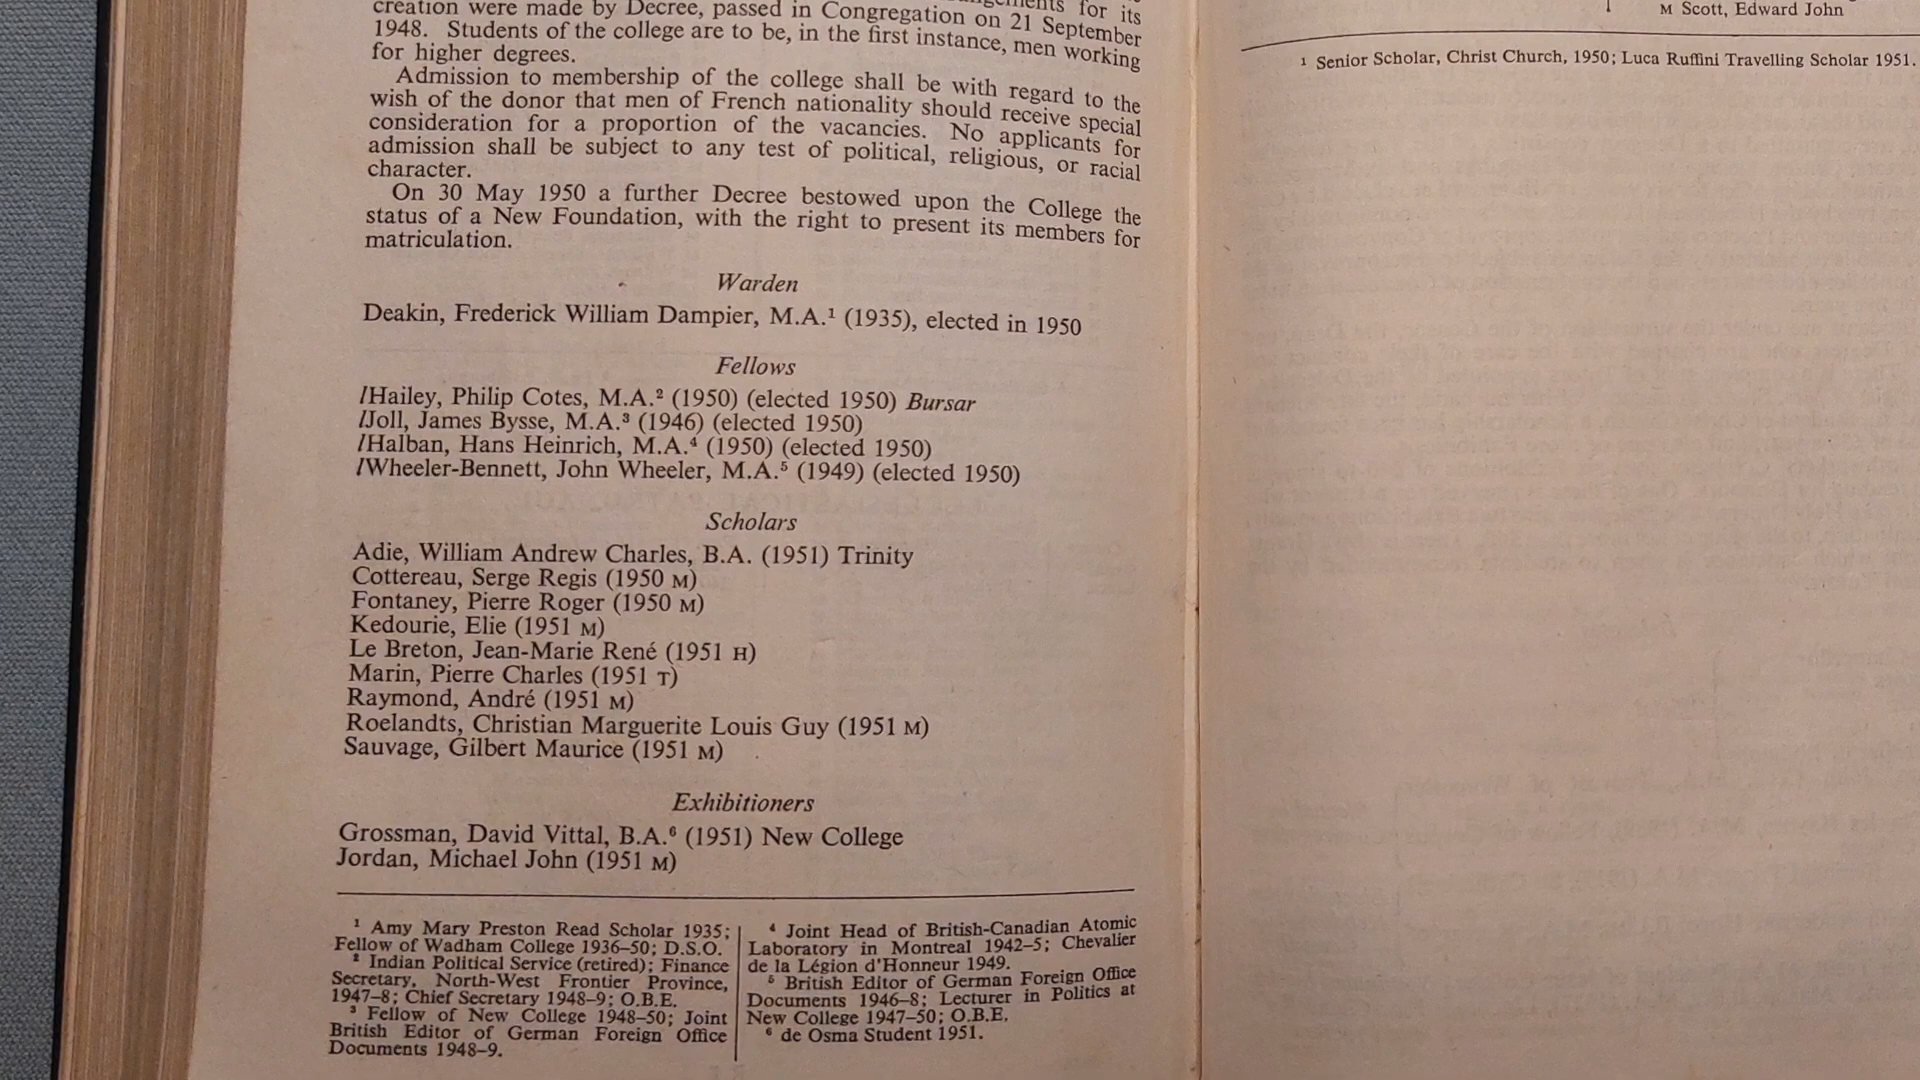 creation were made by Decree, passed in Congregation on 21 September
1948. Students of the college are to be, in the first instance, men working
for higher degrees.
Admission to membership of the college shall be with regard to the
wish of the donor that men of French nationality should receive special
consideration for a proportion of the vacancies. No applicants for
admission shall be subject to any test of political, religious, or racial
character.
On 30 May 1950 a further Decree bestowed upon the College the
status of a New Foundation, with the right to present its members for
matriculation.
Warden
Deakin, Frederick William Dampier, M.A.¹ (1935), elected in 1950
Fellows
lHailey, Philip Cotes, M.A.² (1950) (elected 1950) Bursar
lJoll, James Bysse, M.A.³ (1946) (elected 1950)
lHalban, Hans Heinrich, M.A.⁴ (1950) (elected 1950)
lWheeler-Bennett, John Wheeler, M.A.⁵ (1949) (elected 1950)
Scholars
Adie, William Andrew Charles, B.A. (1951) Trinity
Cottereau, Serge Regis (1950 M)
Fontaney, Pierre Roger (1950 M)
Kedourie, Elie (1951 M)
Le Breton, Jean-Marie René (1951 H)
Marin, Pierre Charles (1951 T)
Raymond, André (1951 M)
Roelandts, Christian Marguerite Louis Guy (1951 M)
Sauvage, Gilbert Maurice (1951 M)
Exhibitioners
Grossman, David Vittal, B.A.⁶ (1951) New College
Jordan, Michael John (1951 M)
¹ Amy Mary Preston Read Scholar 1935;
Fellow of Wadham College 1936–50; D.S.O.
² Indian Political Service (retired); Finance
Secretary, North-West Frontier Province,
1947–8; Chief Secretary 1948–9; O.B.E.
³ Fellow of New College 1948–50; Joint
British Editor of German Foreign Office
Documents 1948–9.
⁴ Joint Head of British-Canadian Atomic
Laboratory in Montreal 1942–5; Chevalier
de la Légion d'Honneur 1949.
⁵ British Editor of German Foreign Office
Documents 1946–8; Lecturer in Politics at
New College 1947–50; O.B.E.
⁶ de Osma Student 1951.
M Scott, Edward John
¹ Senior Scholar, Christ Church, 1950; Luca Ruffini Travelling Scholar 1951.